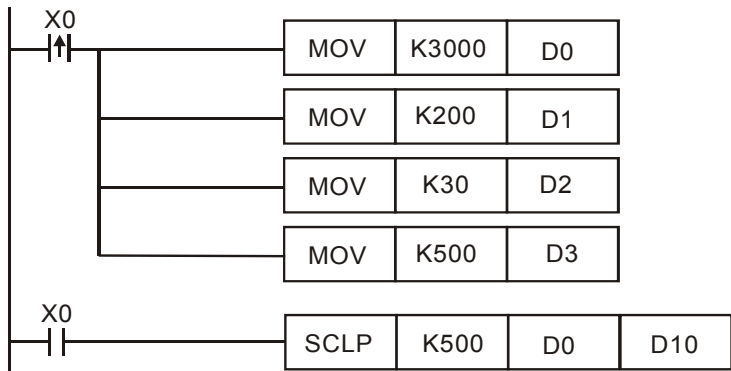 X0
MOV K3000 D0
MOV K200 D1
MOV K30 D2
MOV K500 D3
X0
SCLP K500 D0 D10